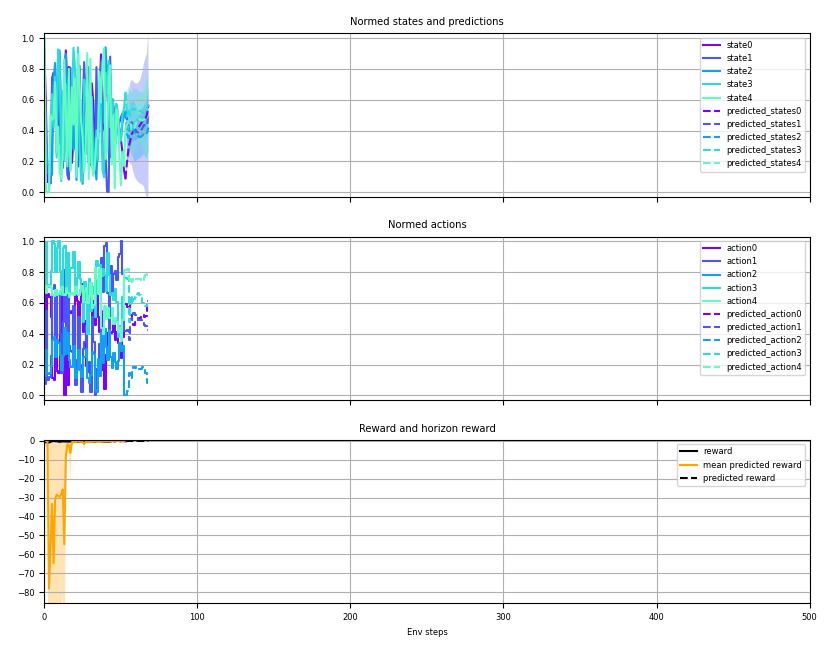 Normed states and predictions
1.0
0.8
0.6
0.4
0.2
0.0
state0
state1
state2
state3
state4
predicted_states0
predicted_states1
predicted_states2
predicted_states3
predicted_states4
Normed actions
1.0
0.8
0.6
0.4
0.2
0.0
action0
action1
action2
action3
action4
predicted_action0
predicted_action1
predicted_action2
predicted_action3
predicted_action4
Reward and horizon reward
0
−10
−20
−30
−40
−50
−60
−70
−80
reward
mean predicted reward
predicted reward
0 100 200 300 400 500
Env steps